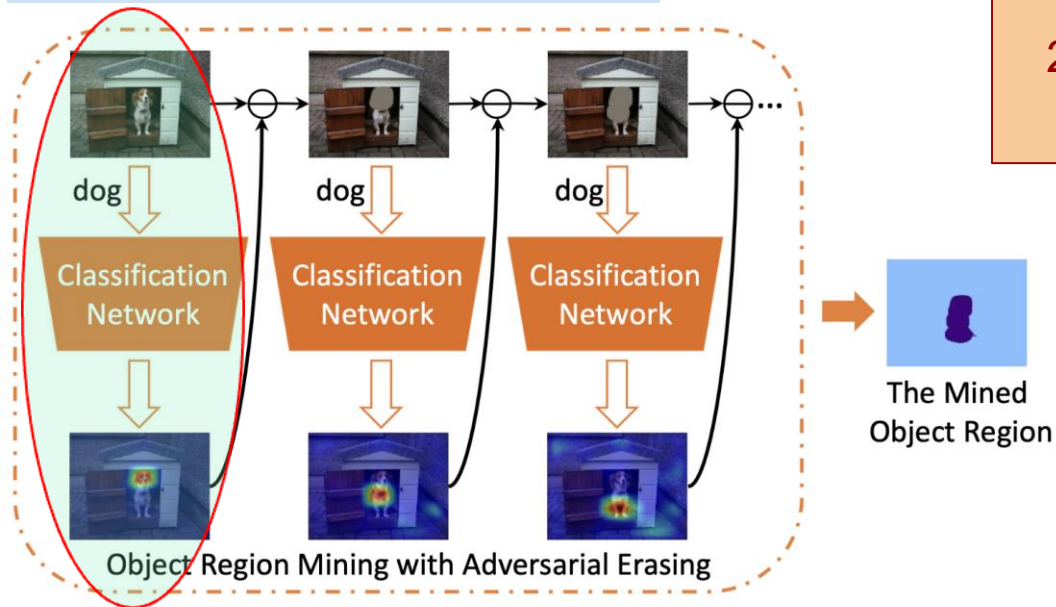 2
dog
dog
dog
Classification
Network
Classification
Network
Classification
Network
...
The Mined
Object Region
Object Region Mining with Adversarial Erasing